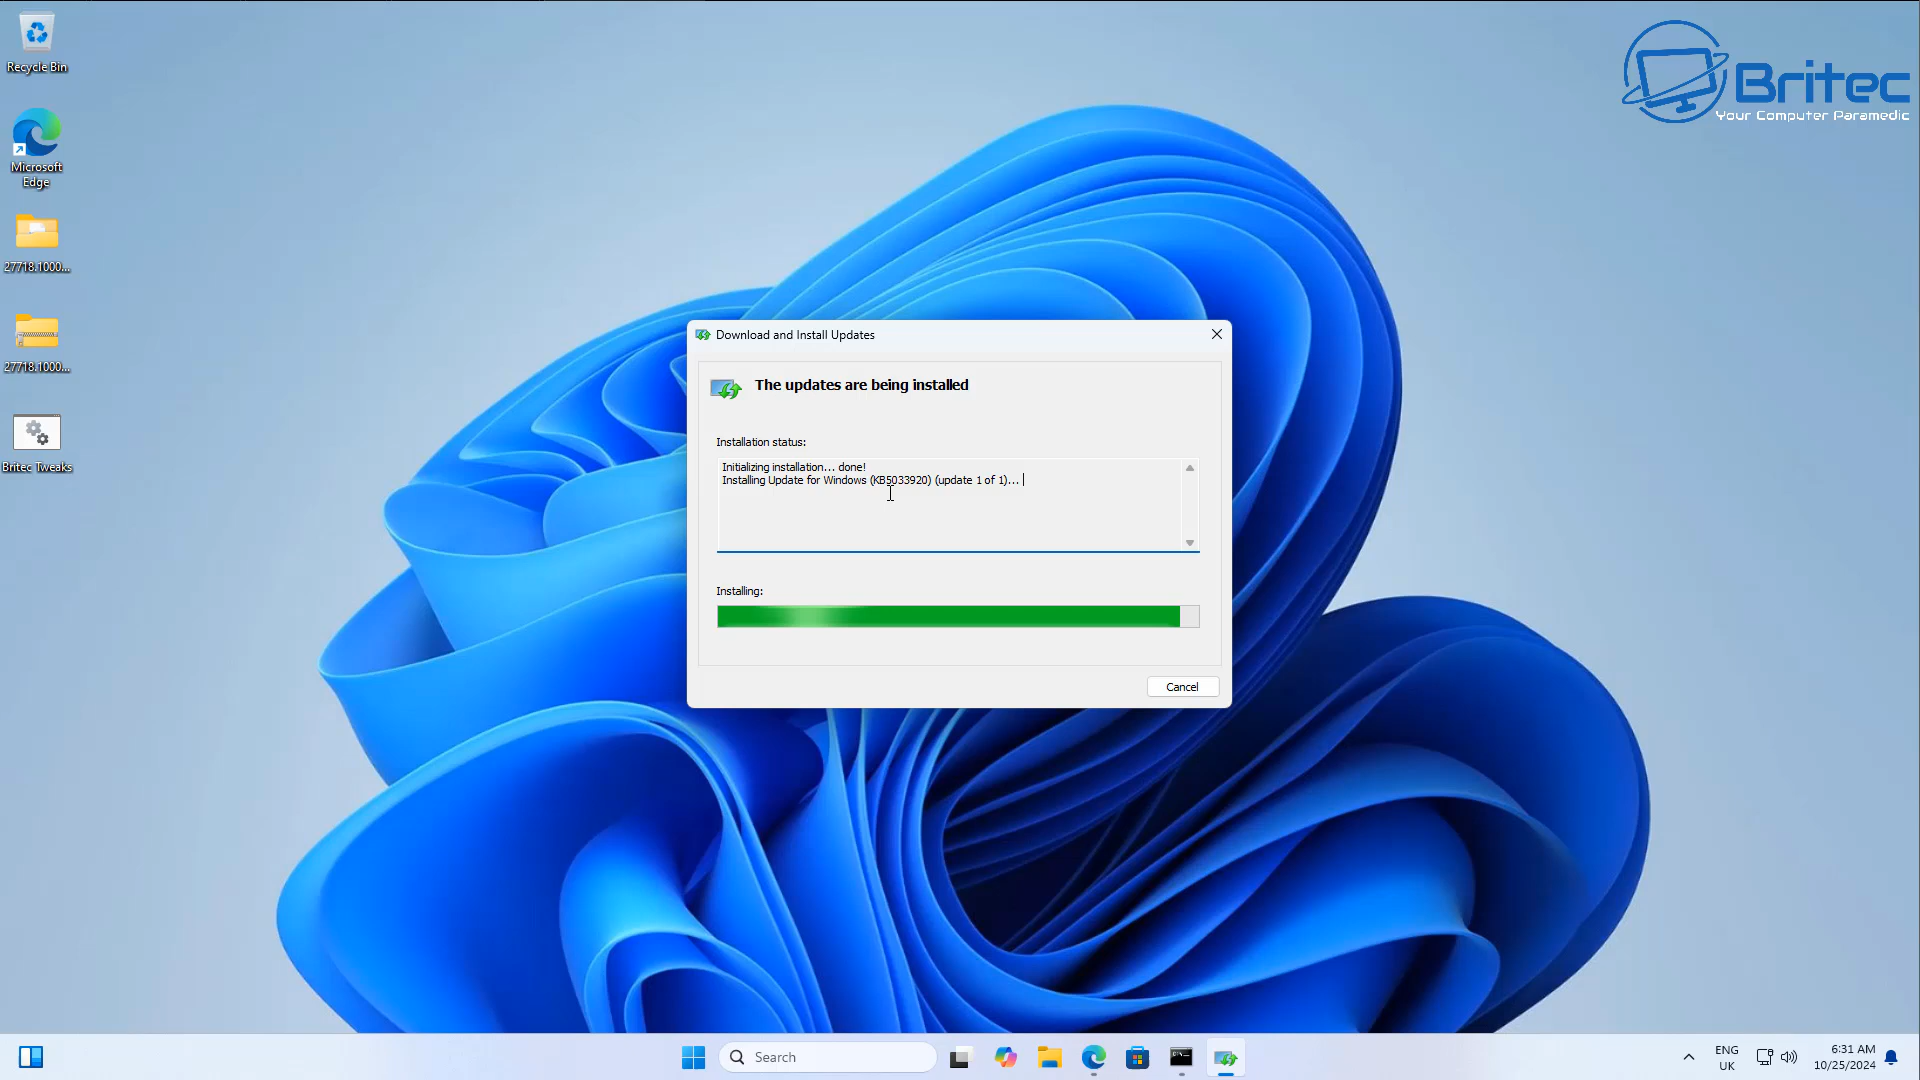 Recycle Bin
Microsoft
Edge
27718.1000...
27718.1000...
Britec Tweaks
Britec
Your Computer Paramedic
Download and Install Updates
The updates are being installed
Installation status:
Initializing installation... done!
Installing Update for Windows (KB5033920) (update 1 of 1)...
Installing:
Cancel
Search
ENG
UK
6:31 AM
10/25/2024